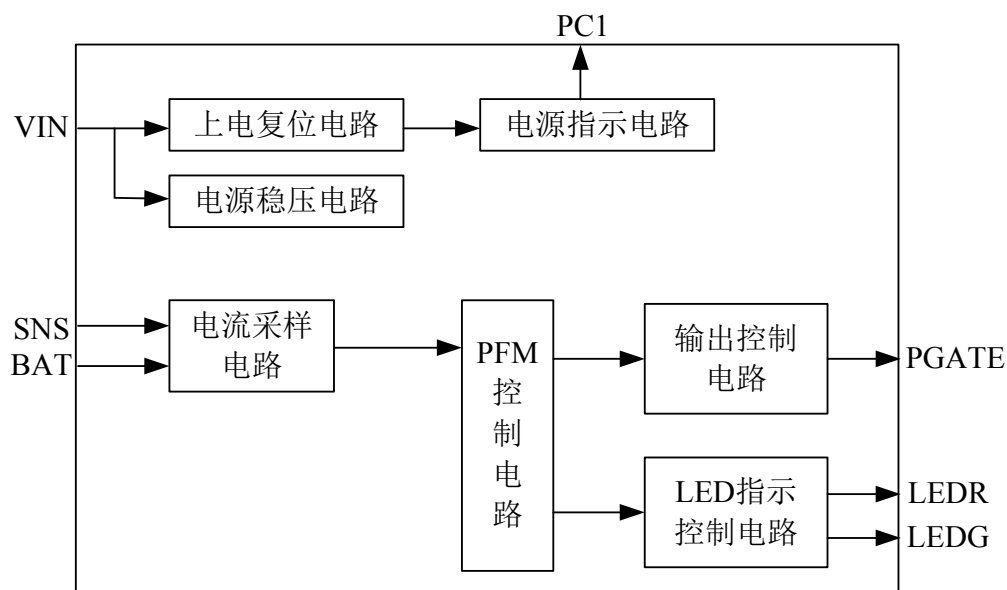 PC1
VIN
上电复位电路
电源指示电路
电源稳压电路
SNS
BAT
电流采样
电路
PFM
控
制
电
路
输出控制
电路
PGATE
LED指示
控制电路
LEDR
LEDG